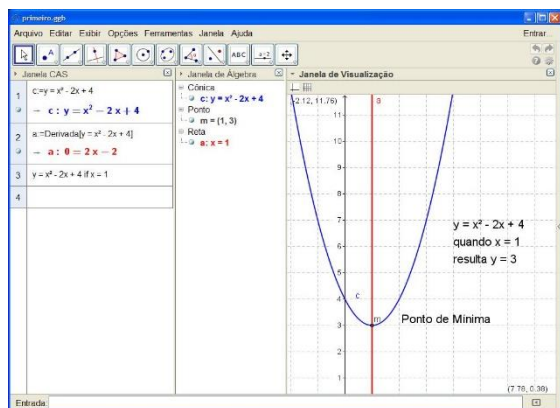 primeiro.ggb
Arquivo Editar Exibir Opções Ferramentas Janela Ajuda
Entrar...
ABC
a=2
Janela CAS
1
c:=y = x² - 2x + 4
→ c: y = x² − 2 x + 4
2
a:=Derivada[y = x² - 2x + 4]
→ a: 0 = 2 x − 2
3
y = x² - 2x + 4 if x = 1
4
Janela de Álgebra
Cônica
c: y = x² - 2x + 4
Ponto
m = (1, 3)
Reta
a: x = 1
Janela de Visualização
(-2.12, 11.76)
a
11
10
9
8
7
6
5
4
3
2
1
c
m
y = x² - 2x + 4
quando x = 1
resulta y = 3
Ponto de Mínima
(7.78, 0.38)
Entrada: